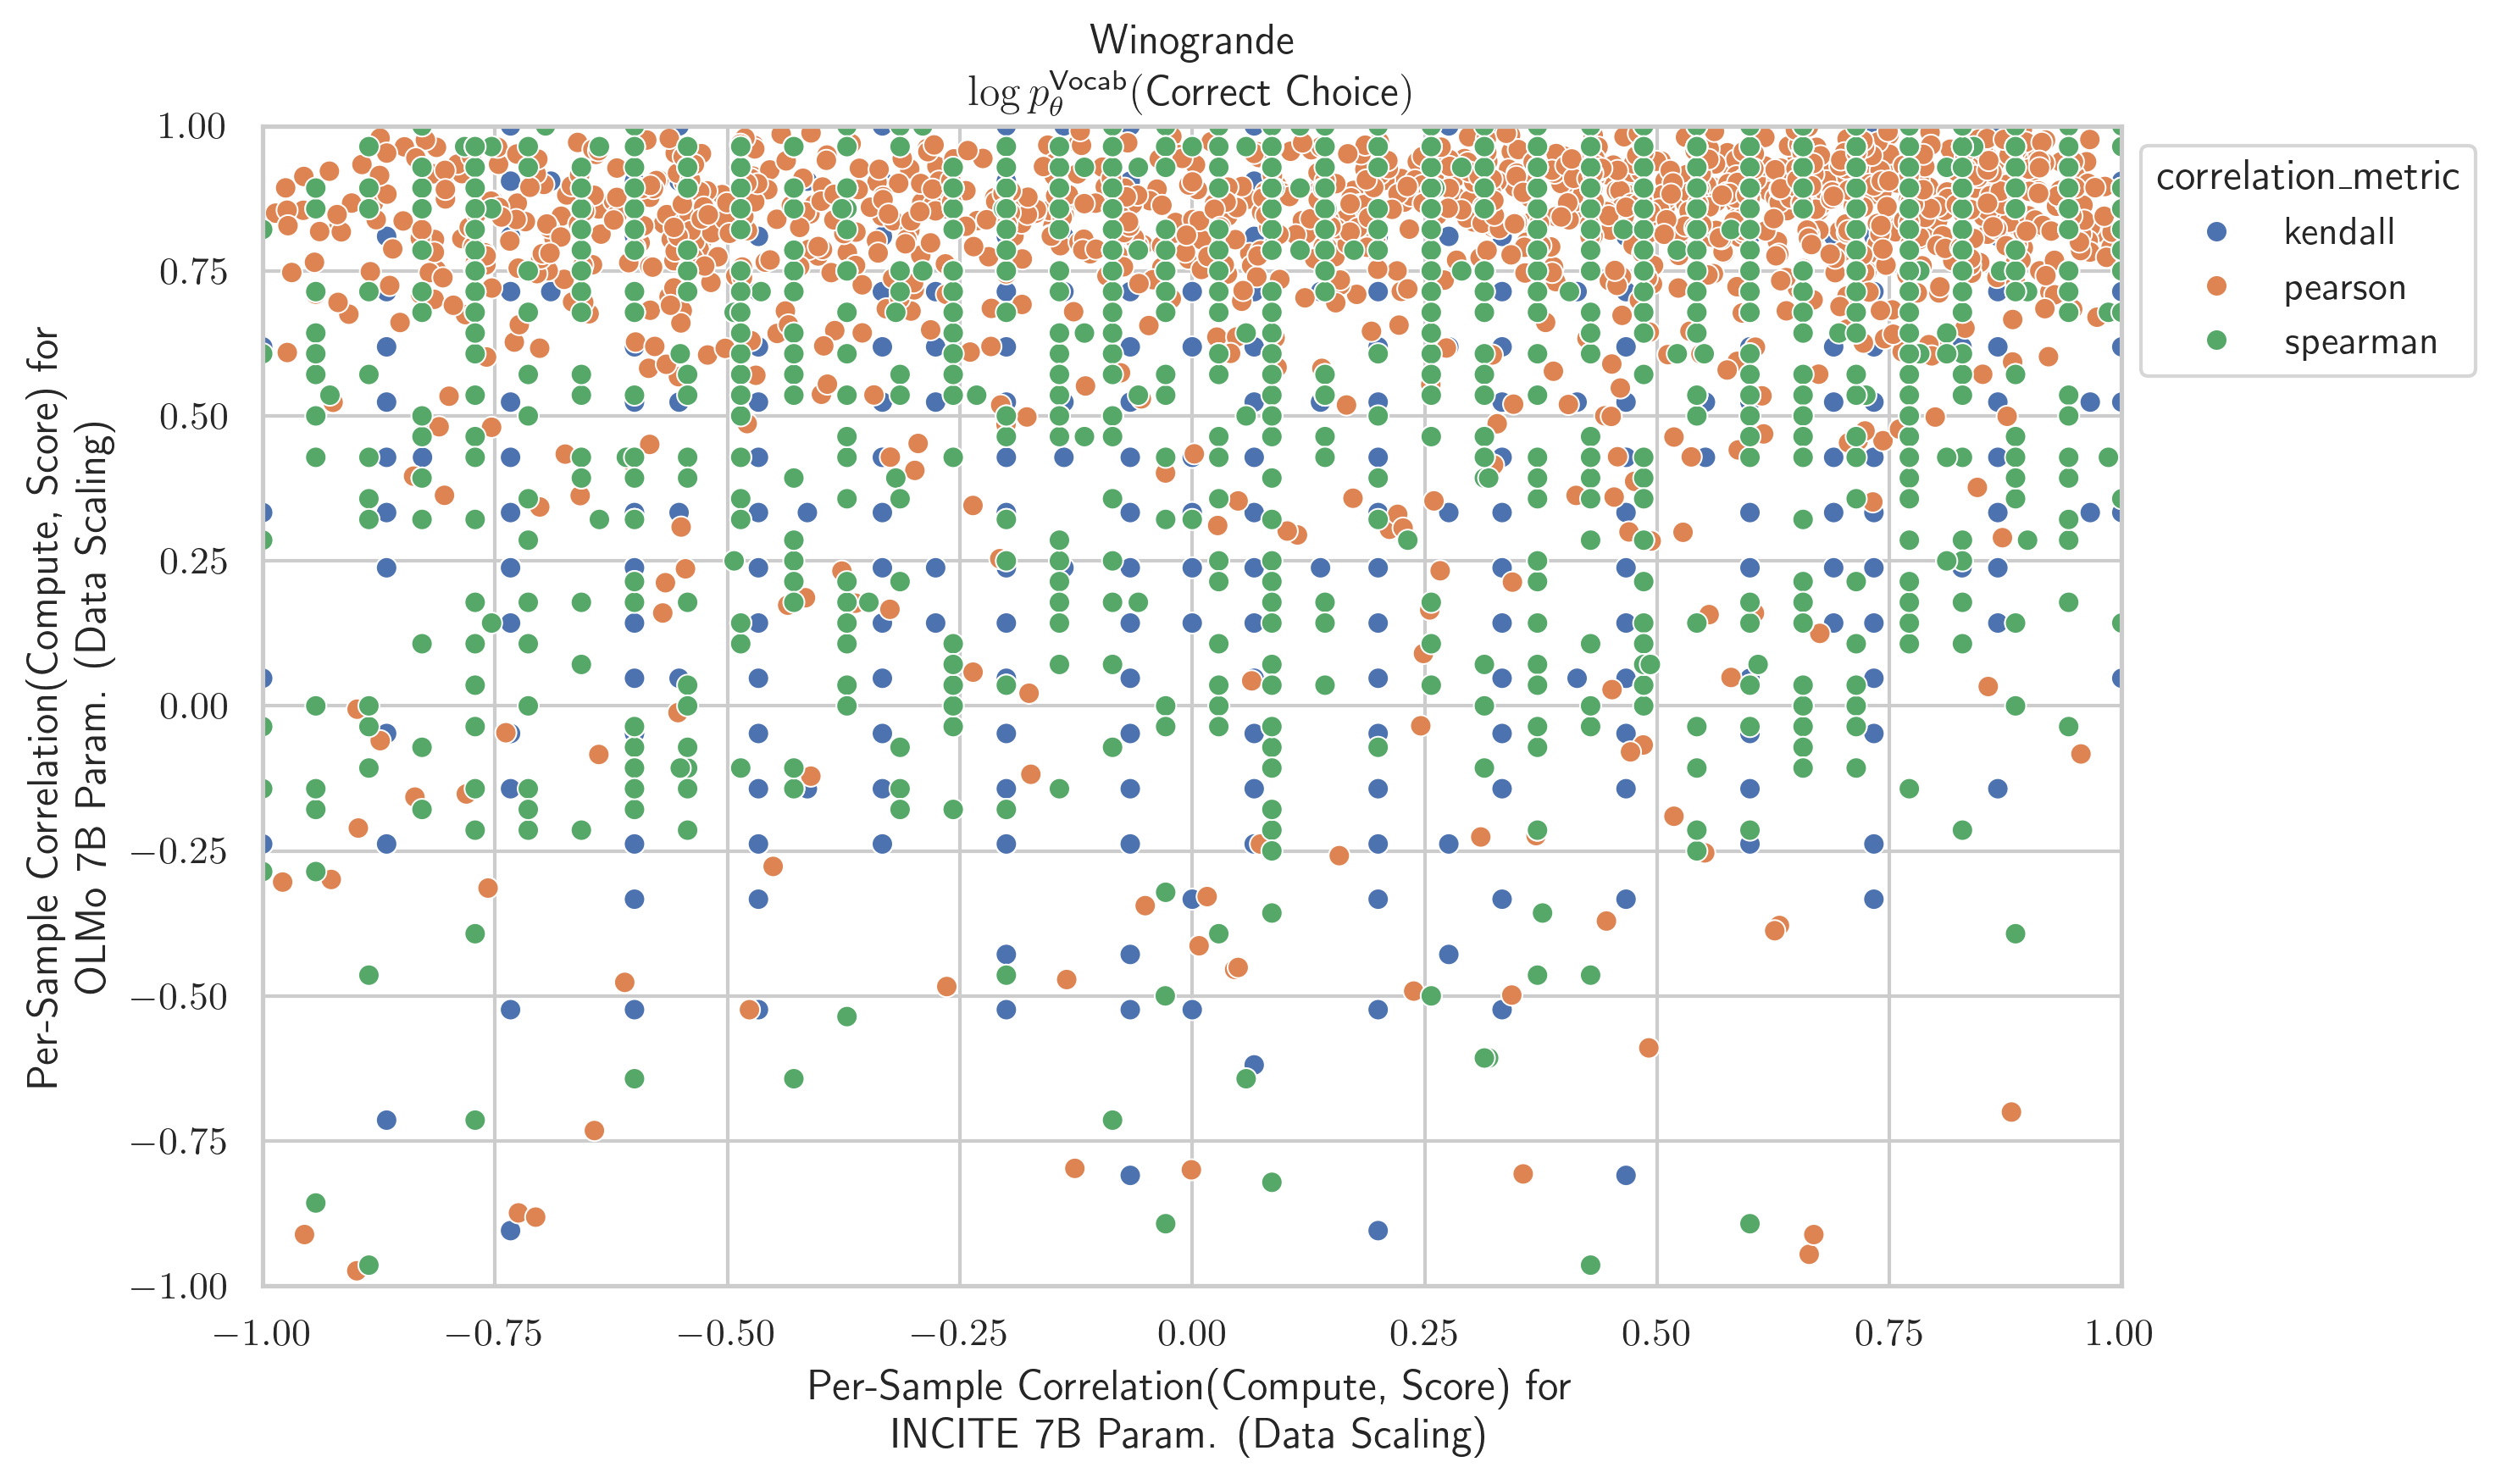 Winogrande
log p_θ^Vocab(Correct Choice)
Per-Sample Correlation(Compute, Score) for
OLMo 7B Param. (Data Scaling)
1.00
0.75
0.50
0.25
0.00
−0.25
−0.50
−0.75
−1.00
−1.00 −0.75 −0.50 −0.25 0.00 0.25 0.50 0.75 1.00
Per-Sample Correlation(Compute, Score) for
INCITE 7B Param. (Data Scaling)
correlation_metric
kendall
pearson
spearman